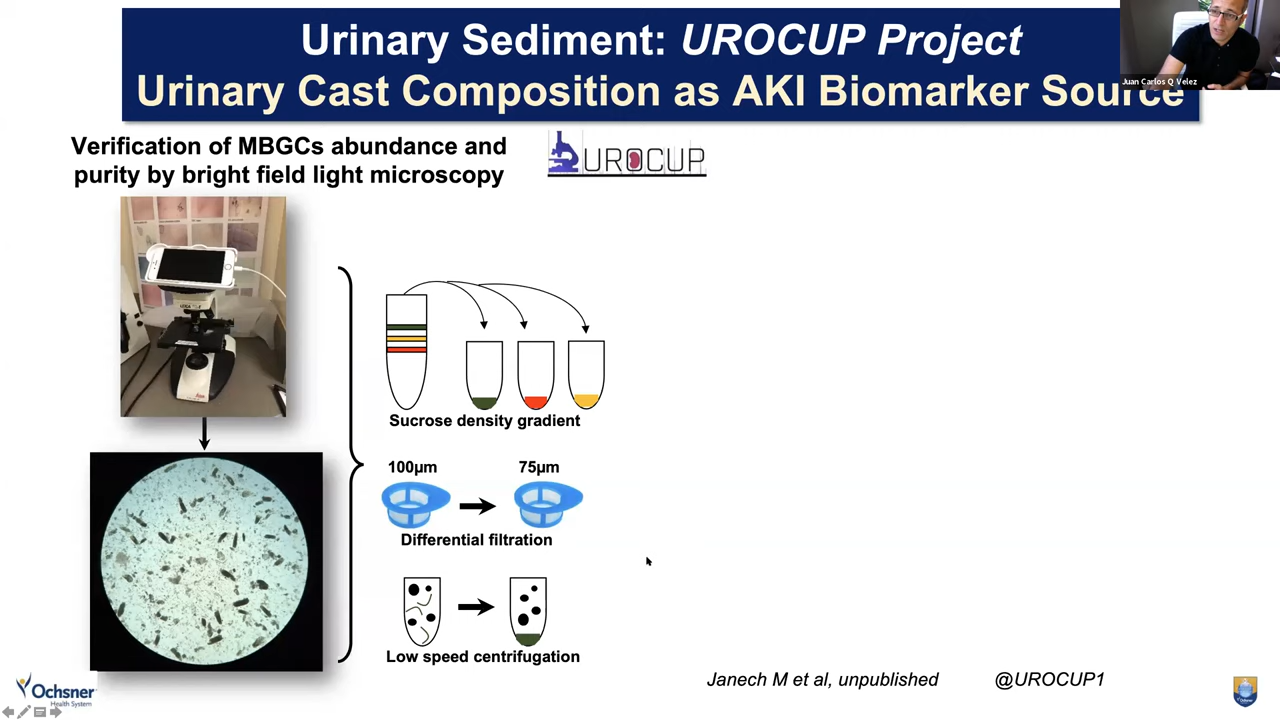 Urinary Sediment: UROCUP Project
Urinary Cast Composition as AKI Biomarker Source
Juan Carlos Q Velez
Verification of MBGCs abundance and
purity by bright field light microscopy
UROCUP
Sucrose density gradient
100µm
75µm
Differential filtration
Low speed centrifugation
Janech M et al, unpublished
@UROCUP1
Ochsner
Health System